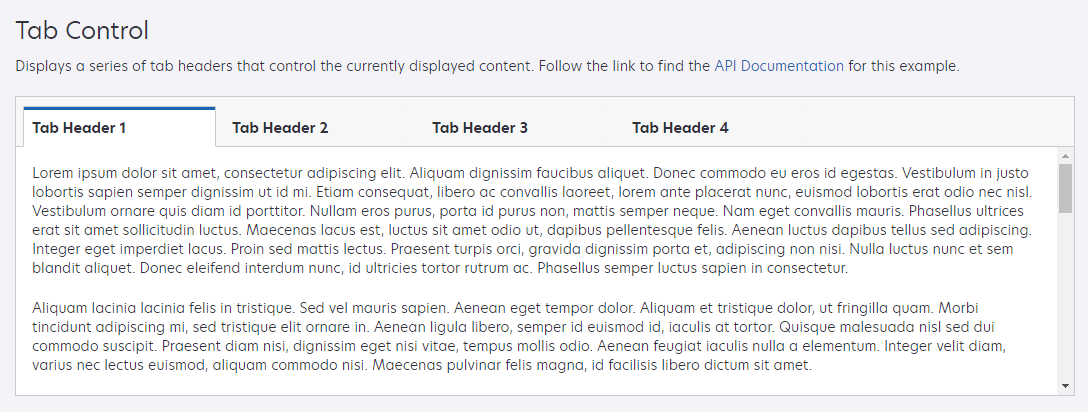 Tab Control
Displays a series of tab headers that control the currently displayed content. Follow the link to find the API Documentation for this example.
Tab Header 1 Tab Header 2 Tab Header 3 Tab Header 4
Lorem ipsum dolor sit amet, consectetur adipiscing elit. Aliquam dignissim faucibus aliquet. Donec commodo eu eros id egestas. Vestibulum in justo
lobortis sapien semper dignissim ut id mi. Etiam consequat, libero ac convallis laoreet, lorem ante placerat nunc, euismod lobortis erat odio nec nisl.
Vestibulum ornare quis diam id porttitor. Nullam eros purus, porta id purus non, mattis semper neque. Nam eget convallis mauris. Phasellus ultrices
erat sit amet sollicitudin luctus. Maecenas lacus est, luctus sit amet odio ut, dapibus pellentesque felis. Aenean luctus dapibus tellus sed adipiscing.
Integer eget imperdiet lacus. Proin sed mattis lectus. Praesent turpis orci, gravida dignissim porta et, adipiscing non nisi. Nulla luctus nunc et sem
blandit aliquet. Donec eleifend interdum nunc, id ultricies tortor rutrum ac. Phasellus semper luctus sapien in consectetur.
Aliquam lacinia lacinia felis in tristique. Sed vel mauris sapien. Aenean eget tempor dolor. Aliquam et tristique dolor, ut fringilla quam. Morbi
tincidunt adipiscing mi, sed tristique elit ornare in. Aenean ligula libero, semper id euismod id, iaculis at tortor. Quisque malesuada nisl sed dui
commodo suscipit. Praesent diam nisi, dignissim eget nisi vitae, tempus mollis odio. Aenean feugiat iaculis nulla a elementum. Integer velit diam,
varius nec lectus euismod, aliquam commodo nisi. Maecenas pulvinar felis magna, id facilisis libero dictum sit amet.